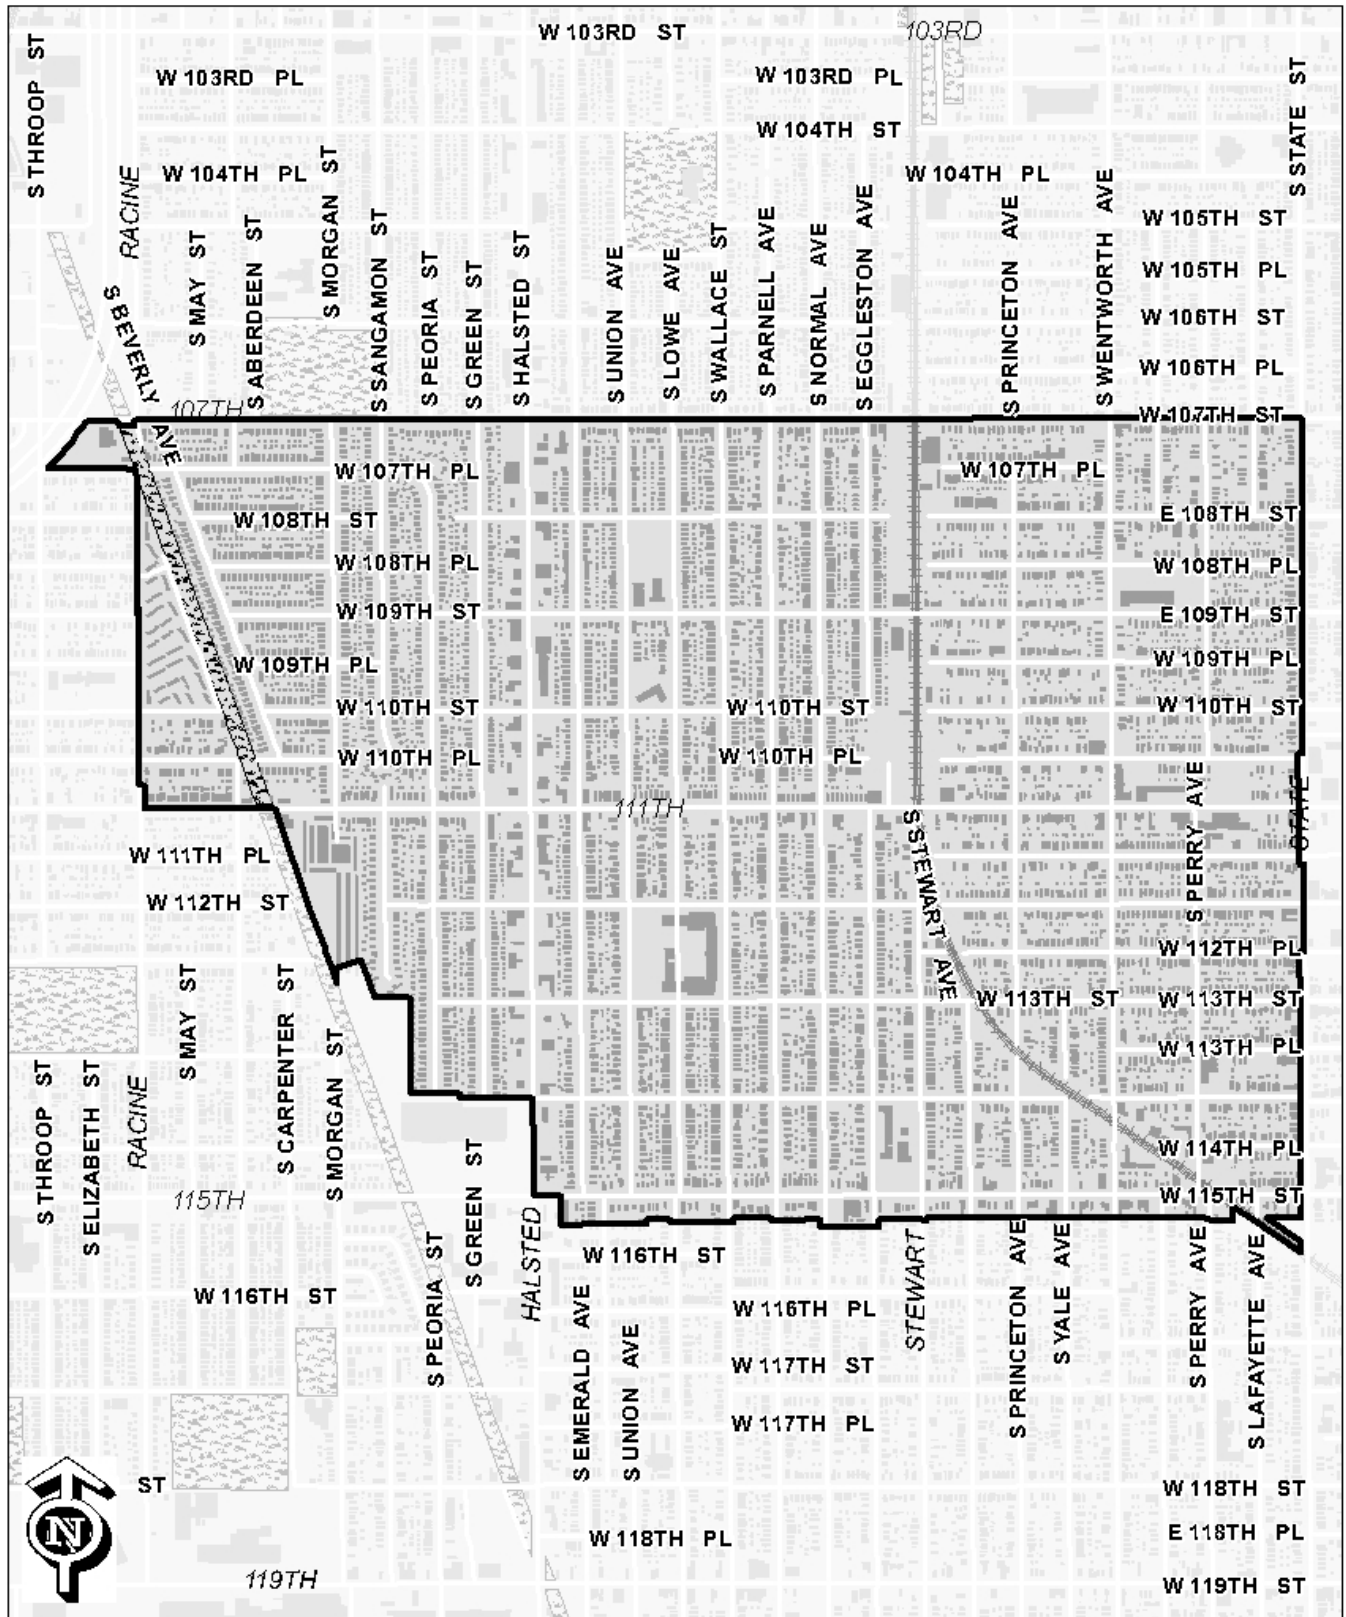 W 103RD ST
103RD
S THROOP ST
W 103RD PL
W 103RD PL
S STATE ST
W 104TH ST
RACINE
W 104TH PL
S MORGAN ST
W 104TH PL
S MAY ST
S ABERDEEN ST
S SANGAMON ST
S PEORIA ST
S GREEN ST
S HALSTED ST
S UNION AVE
S LOWE AVE
S WALLACE ST
S PARNELL AVE
S NORMAL AVE
S EGGLESTON AVE
S PRINCETON AVE
S WENTWORTH AVE
W 105TH ST
W 105TH PL
W 106TH ST
W 106TH PL
S BEVERLY AVE
107TH
W 107TH ST
W 107TH PL
W 107TH PL
W 108TH ST
E 108TH ST
W 108TH PL
W 108TH PL
W 109TH ST
E 109TH ST
W 109TH PL
W 109TH PL
W 110TH ST
W 110TH ST
W 110TH ST
W 110TH PL
W 110TH PL
S PERRY AVE
STATE
111TH
S STEWART AVE
W 111TH PL
W 112TH ST
W 112TH PL
S MAY ST
S CARPENTER ST
S MORGAN ST
W 113TH ST
W 113TH ST
W 113TH PL
S THROOP ST
S ELIZABETH ST
RACINE
S GREEN ST
W 114TH PL
115TH
W 115TH ST
HALSTED
S PEORIA ST
W 116TH ST
STEWART
S PRINCETON AVE
S YALE AVE
S PERRY AVE
S LAFAYETTE AVE
W 116TH ST
S EMERALD AVE
S UNION AVE
W 116TH PL
W 117TH ST
W 117TH PL
ST
W 118TH ST
N
W 118TH PL
E 118TH PL
119TH
W 119TH ST